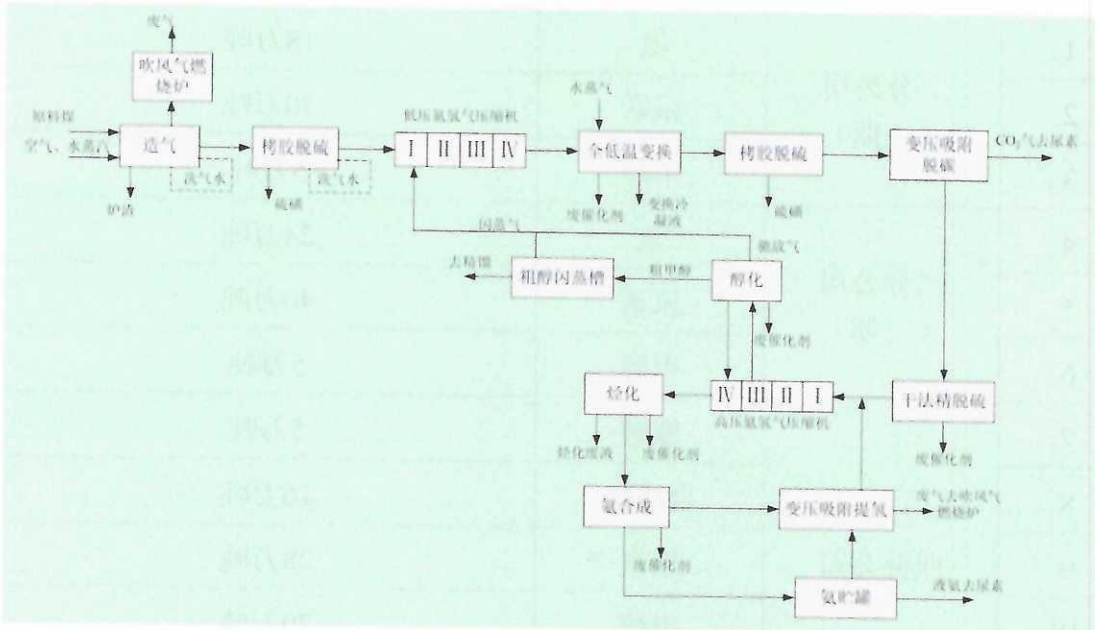 废气
吹风气燃
烧炉
原料煤
空气、水蒸汽
造气
洗气水
炉渣
栲胶脱硫
洗气水
硫磺
低压氮氢气压缩机
I II III IV
水蒸气
全低温变换
废催化剂
变换冷
凝液
栲胶脱硫
硫磺
变压吸附
脱碳
CO₂气去尿素
闪蒸气
弛放气
去精馏
粗醇闪蒸槽
粗甲醇
醇化
废催化剂
烃化
IV III II I
高压氮氢气压缩机
干法精脱硫
废催化剂
烃化废液
废催化剂
氨合成
变压吸附提氢
废气去吹风气
燃烧炉
废催化剂
氨贮罐
液氨去尿素